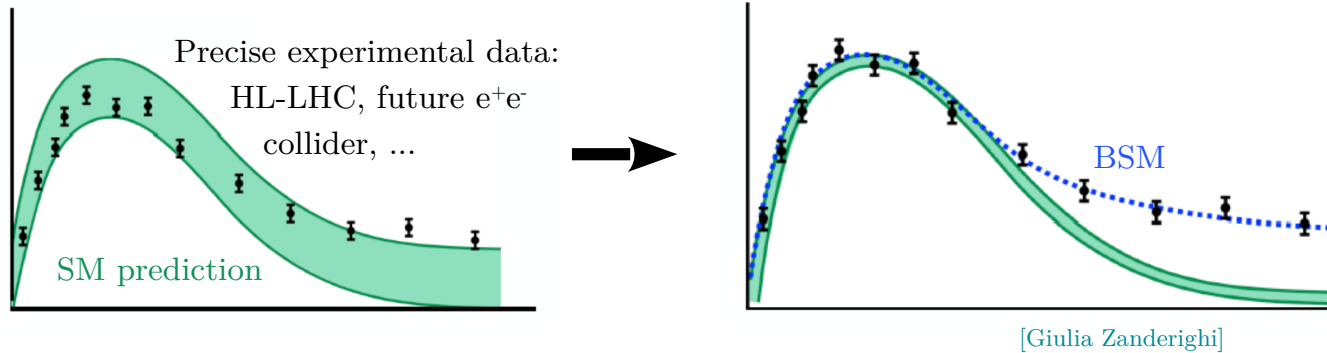 Precise experimental data:
HL-LHC, future e⁺e⁻
collider, ...
SM prediction
BSM
[Giulia Zanderighi]